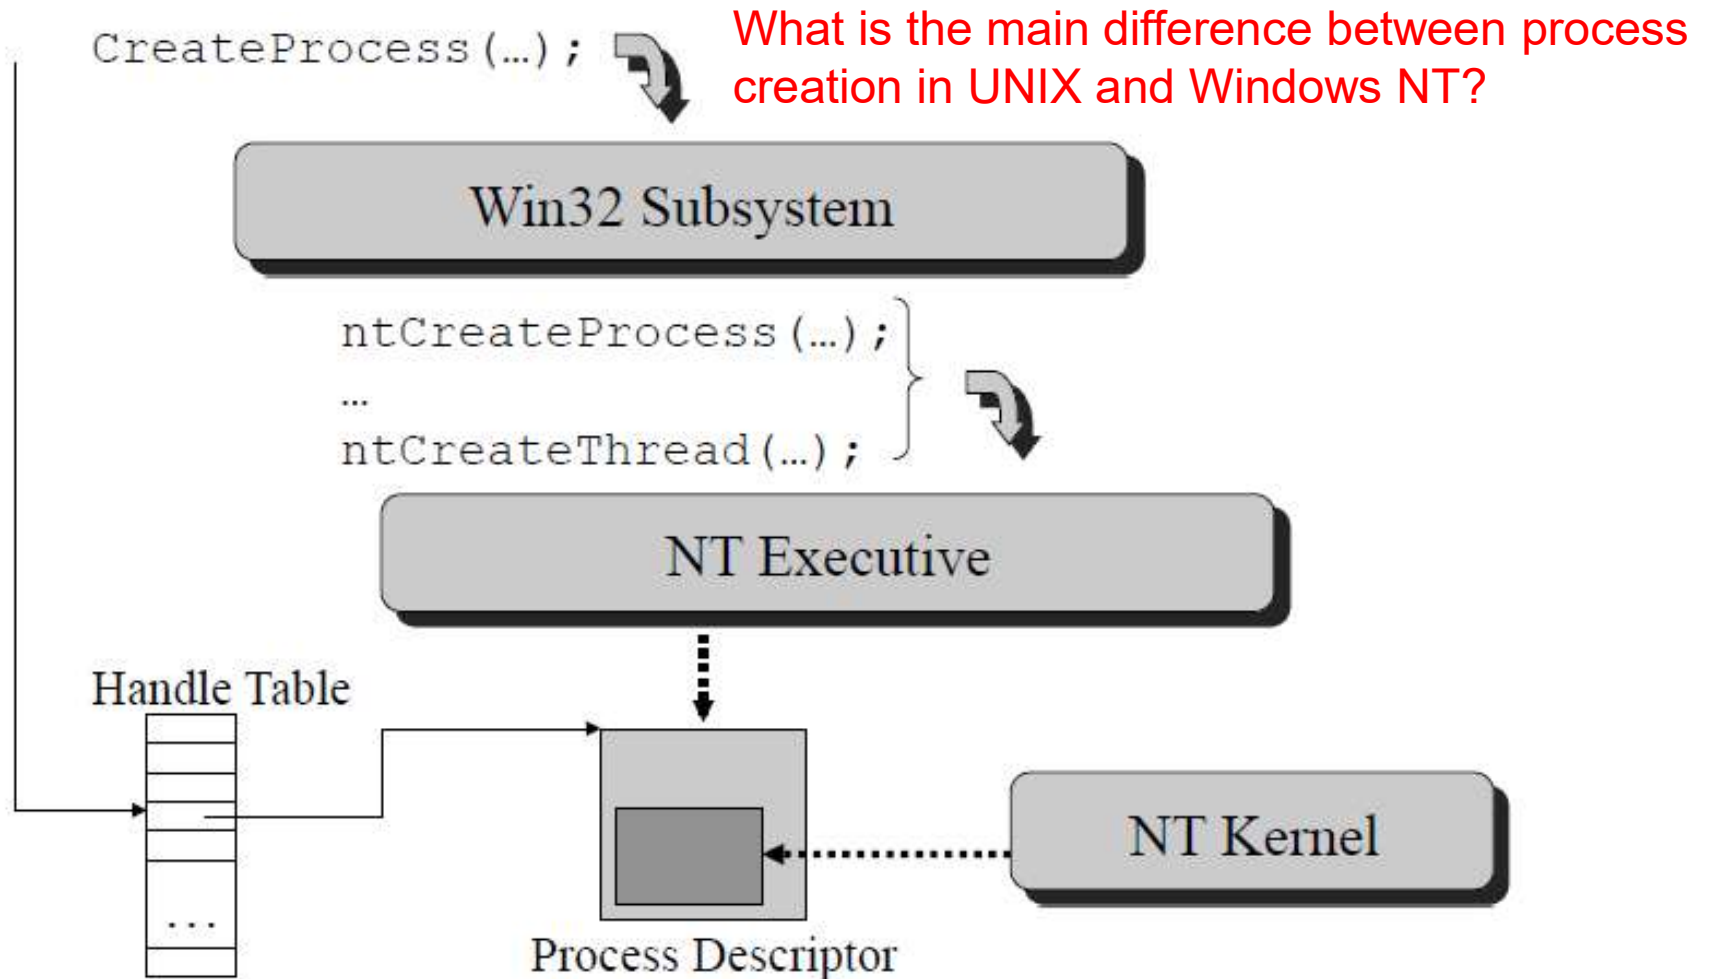 CreateProcess(…);
What is the main difference between process
creation in UNIX and Windows NT?
Win32 Subsystem
ntCreateProcess(…);
…
ntCreateThread(…);
NT Executive
Handle Table
NT Kernel
...
Process Descriptor